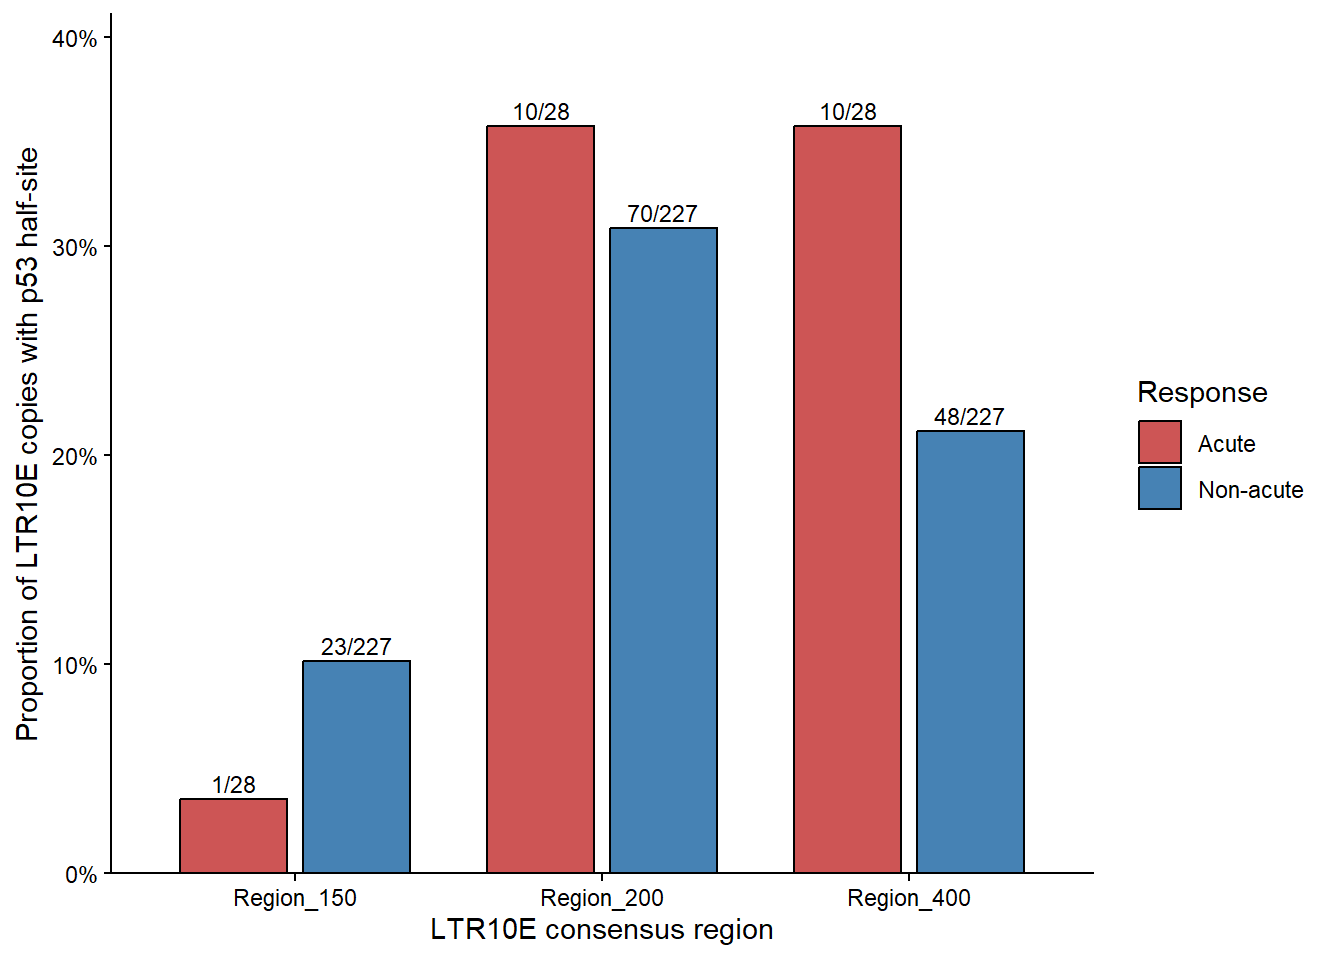 Proportion of LTR10E copies with p53 half-site
40%
30%
20%
10%
0%
1/28
23/227
10/28
70/227
10/28
48/227
Region_150
Region_200
Region_400
LTR10E consensus region
Response
Acute
Non-acute